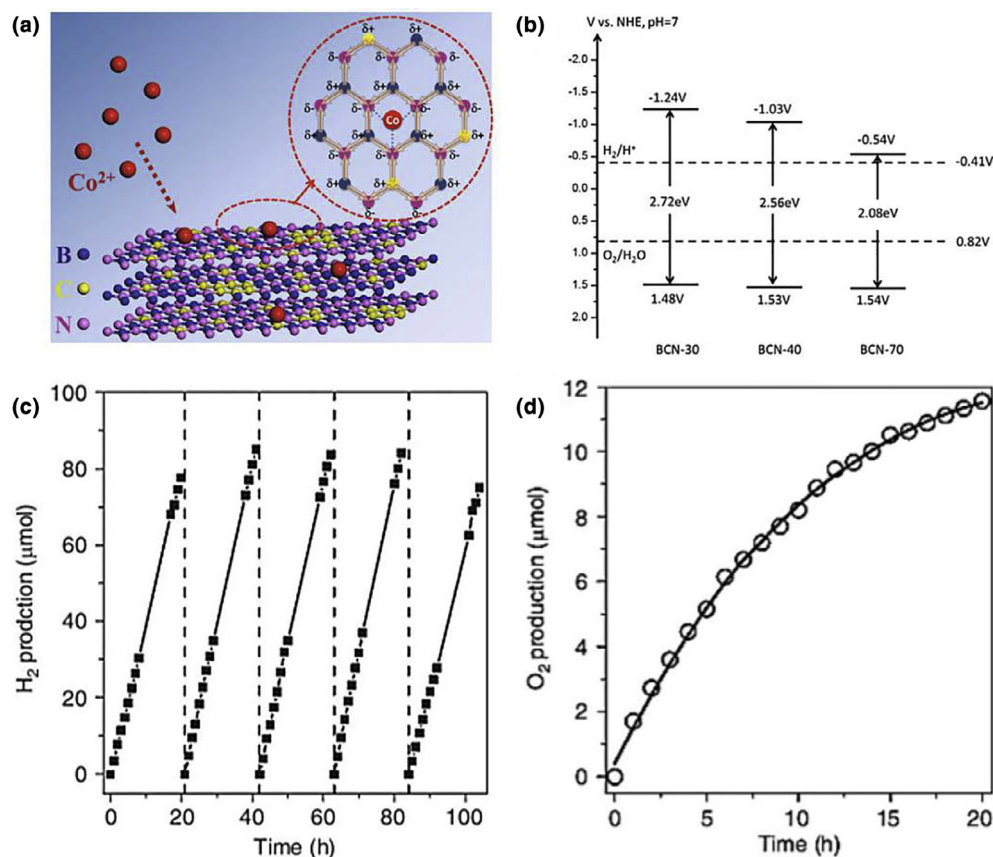 (a)
δ+ δ+
δ- δ- δ-
δ+ δ+ δ+
δ- Co δ-
δ+ δ+ δ+ δ+
δ- δ- δ-
δ+ δ+ δ+
δ- δ-
Co2+
B
C
N
(b)
V vs. NHE, pH=7
-2.0
-1.5
-1.0
-0.5
0.0
0.5
1.0
1.5
2.0
-1.24V
-1.03V
-0.54V
H2/H+
-0.41V
2.72eV
2.56eV
2.08eV
0.82V
O2/H2O
1.48V
1.53V
1.54V
BCN-30 BCN-40 BCN-70
(c)
H2 prodction (μmol)
100
80
60
40
20
0
0 20 40 60 80 100
Time (h)
(d)
O2 production (μmol)
12
10
8
6
4
2
0
0 5 10 15 20
Time (h)